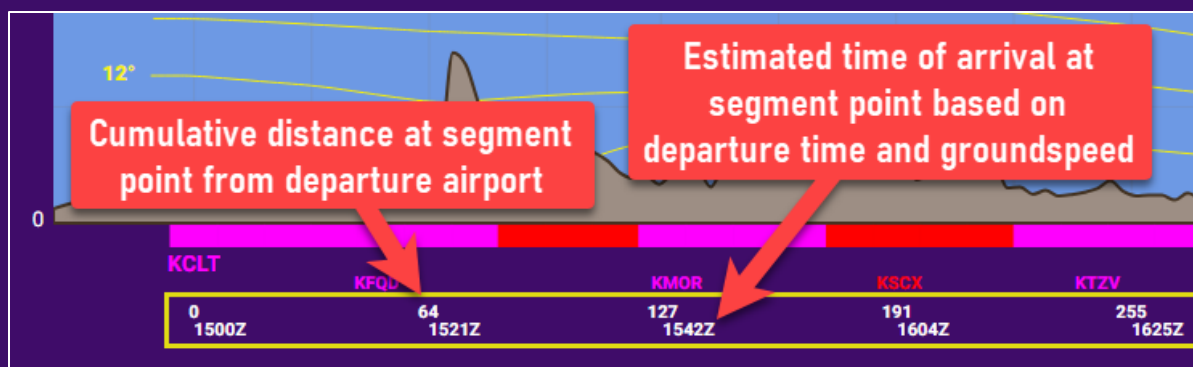 12°
Estimated time of arrival at
segment point based on
departure time and groundspeed
Cumulative distance at segment
point from departure airport
0
KCLT
KFQD KMOR KSCX KTZV
0 64 127 191 255
1500Z 1521Z 1542Z 1604Z 1625Z